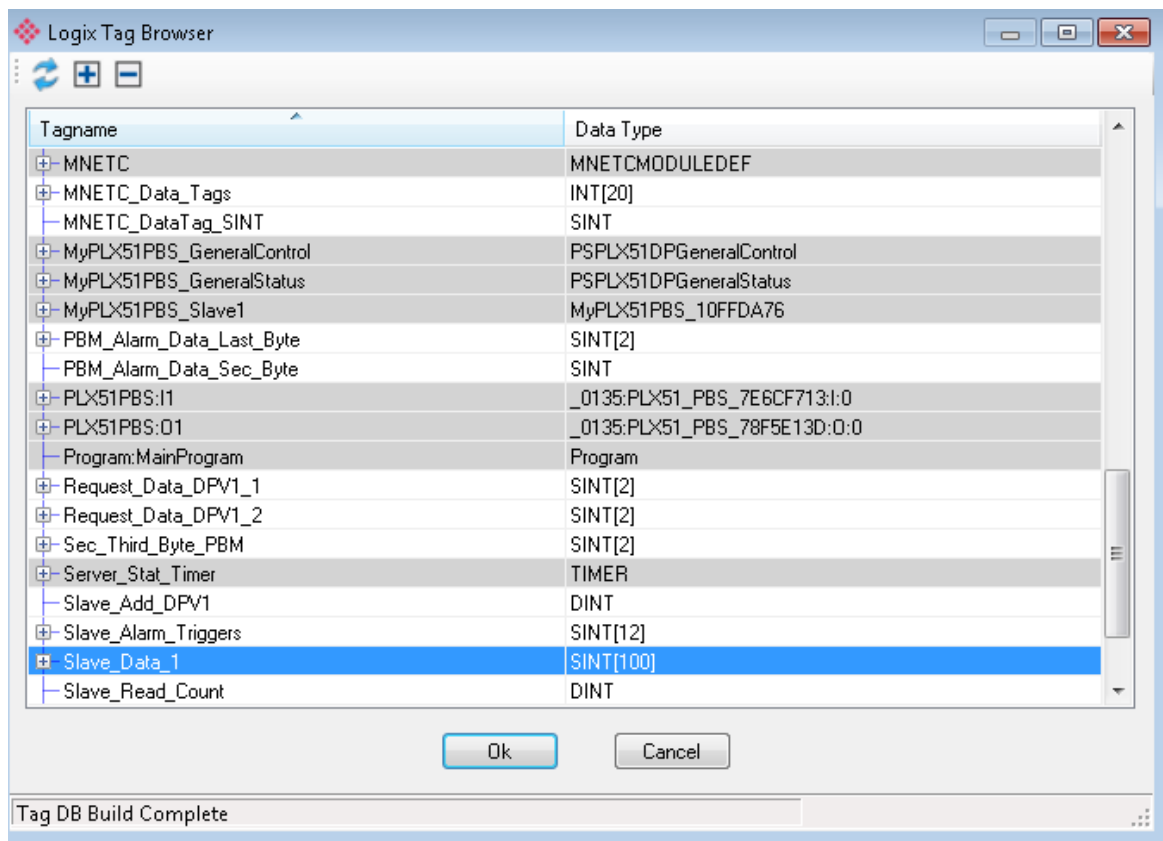 Logix Tag Browser
Tagname Data Type
MNETC MNETCMODULEDEF
MNETC_Data_Tags INT[20]
MNETC_DataTag_SINT SINT
MyPLX51PBS_GeneralControl PSPLX51DPGeneralControl
MyPLX51PBS_GeneralStatus PSPLX51DPGeneralStatus
MyPLX51PBS_Slave1 MyPLX51PBS_10FFDA76
PBM_Alarm_Data_Last_Byte SINT[2]
PBM_Alarm_Data_Sec_Byte SINT
PLX51PBS:I1 _0135:PLX51_PBS_7E6CF713:I:0
PLX51PBS:O1 _0135:PLX51_PBS_78F5E13D:O:0
Program:MainProgram Program
Request_Data_DPV1_1 SINT[2]
Request_Data_DPV1_2 SINT[2]
Sec_Third_Byte_PBM SINT[2]
Server_Stat_Timer TIMER
Slave_Add_DPV1 DINT
Slave_Alarm_Triggers SINT[12]
Slave_Data_1 SINT[100]
Slave_Read_Count DINT
Ok Cancel
Tag DB Build Complete